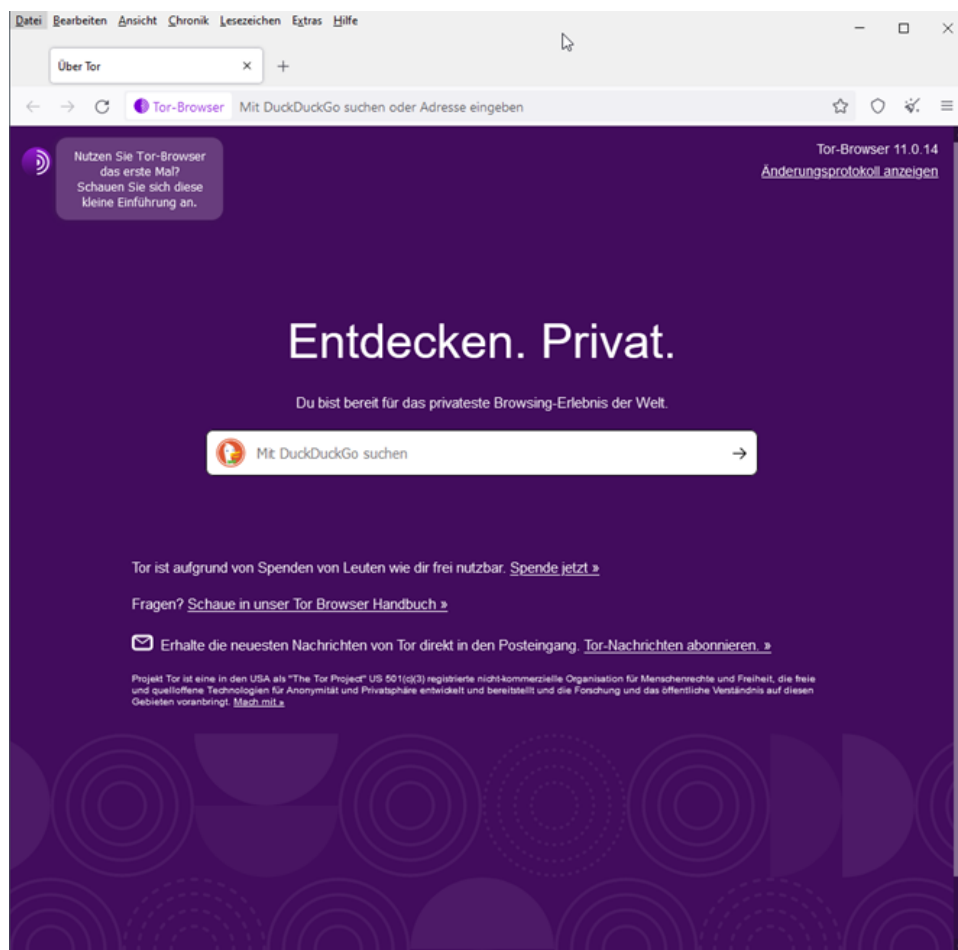 Datei Bearbeiten Ansicht Chronik Lesezeichen Extras Hilfe
Über Tor
Tor-Browser Mit DuckDuckGo suchen oder Adresse eingeben
Nutzen Sie Tor-Browser
das erste Mal?
Schauen Sie sich diese
kleine Einführung an.
Tor-Browser 11.0.14
Änderungsprotokoll anzeigen
Entdecken. Privat.
Du bist bereit für das privateste Browsing-Erlebnis der Welt.
Mit DuckDuckGo suchen
Tor ist aufgrund von Spenden von Leuten wie dir frei nutzbar. Spende jetzt »
Fragen? Schaue in unser Tor Browser Handbuch »
Erhalte die neuesten Nachrichten von Tor direkt in den Posteingang. Tor-Nachrichten abonnieren. »
Projekt Tor ist eine in den USA als "The Tor Project" US 501(c)(3) registrierte nicht-kommerzielle Organisation für Menschenrechte und Freiheit, die freie
und quelloffene Technologien für Anonymität und Privatsphäre entwickelt und bereitstellt und die Forschung und das öffentliche Verständnis auf diesen
Gebieten voranbringt. Mach mit »